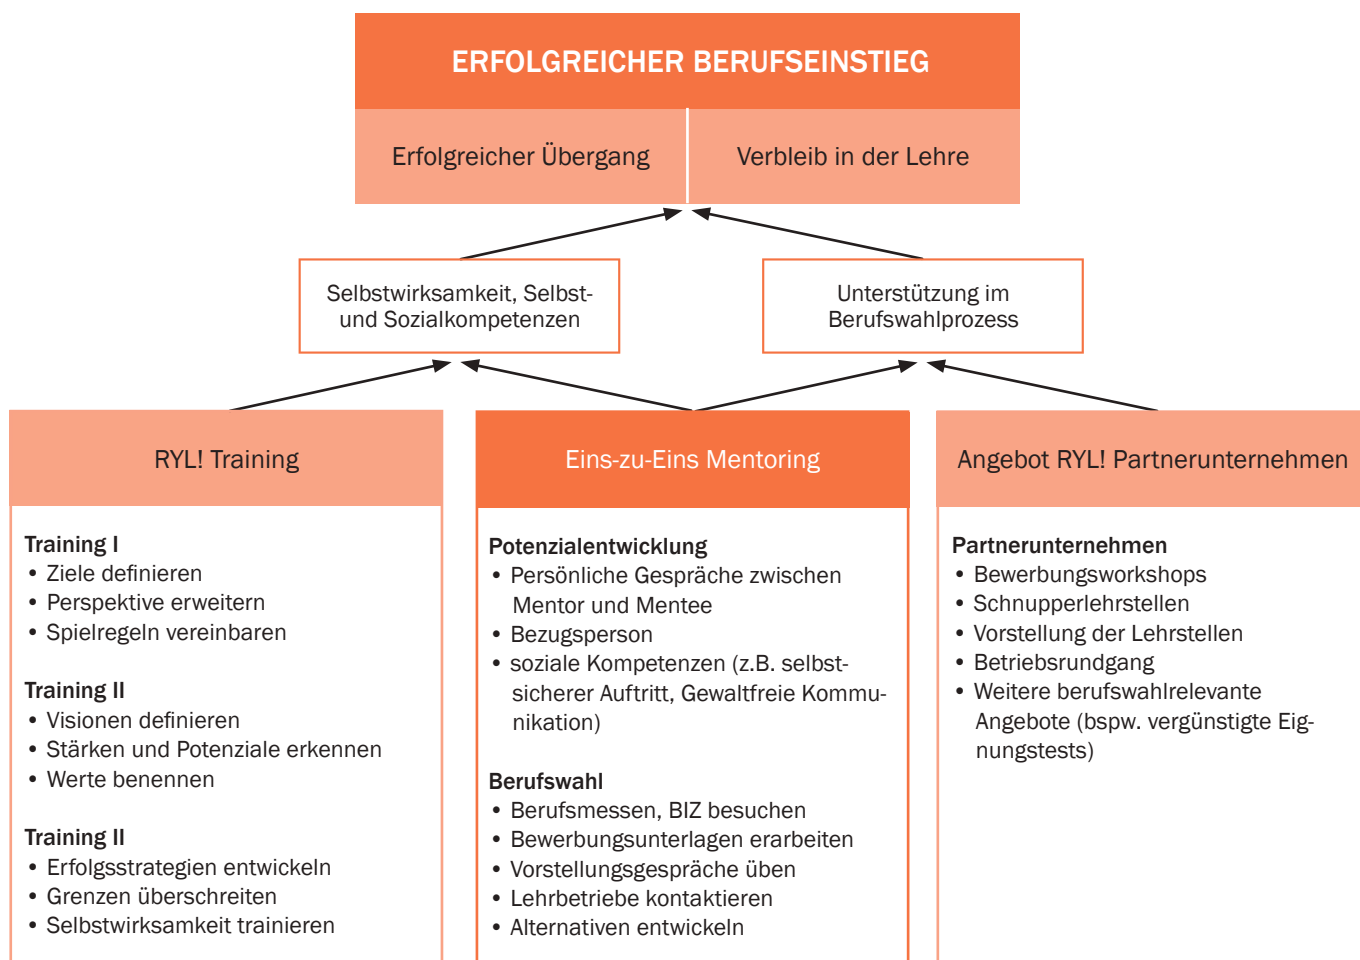 ERFOLGREICHER BERUFSEINSTIEG
Erfolgreicher Übergang
Verbleib in der Lehre
Selbstwirksamkeit, Selbst-
und Sozialkompetenzen
Unterstützung im
Berufswahlprozess
RYL! Training
Training I
• Ziele definieren
• Perspektive erweitern
• Spielregeln vereinbaren
Training II
• Visionen definieren
• Stärken und Potenziale erkennen
• Werte benennen
Training II
• Erfolgsstrategien entwickeln
• Grenzen überschreiten
• Selbstwirksamkeit trainieren
Eins-zu-Eins Mentoring
Potenzialentwicklung
• Persönliche Gespräche zwischen
Mentor und Mentee
• Bezugsperson
• soziale Kompetenzen (z.B. selbst-
sicherer Auftritt, Gewaltfreie Kommu-
nikation)
Berufswahl
• Berufsmessen, BIZ besuchen
• Bewerbungsunterlagen erarbeiten
• Vorstellungsgespräche üben
• Lehrbetriebe kontaktieren
• Alternativen entwickeln
Angebot RYL! Partnerunternehmen
Partnerunternehmen
• Bewerbungsworkshops
• Schnupperlehrstellen
• Vorstellung der Lehrstellen
• Betriebsrundgang
• Weitere berufswahlrelevante
Angebote (bspw. vergünstigte Eig-
nungstests)